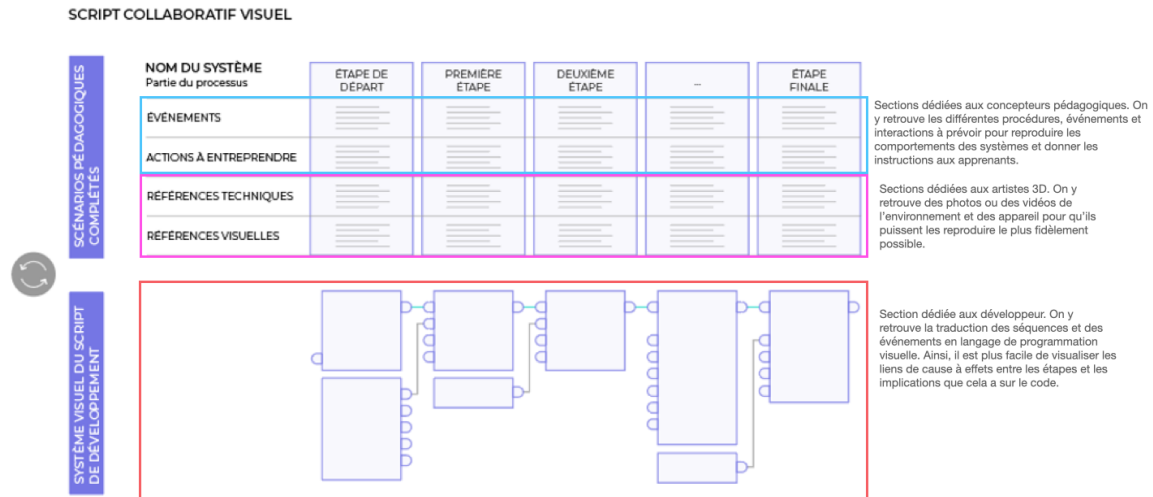 SCRIPT COLLABORATIF VISUEL
SCÉNARIOS PÉDAGOGIQUES
COMPLÉTÉS
NOM DU SYSTÈME
Partie du processus
ÉTAPE DE
DÉPART
PREMIÈRE
ÉTAPE
DEUXIÈME
ÉTAPE
...
ÉTAPE
FINALE
ÉVÉNEMENTS
ACTIONS À ENTREPRENDRE
RÉFÉRENCES TECHNIQUES
RÉFÉRENCES VISUELLES
Sections dédiées aux concepteurs pédagogiques. On
y retrouve les différentes procédures, événements et
interactions à prévoir pour reproduire les
comportements des systèmes et donner les
instructions aux apprenants.
Sections dédiées aux artistes 3D. On y
retrouve des photos ou des vidéos de
l'environnement et des appareil pour qu'ils
puissent les reproduire le plus fidèlement
possible.
SYSTÈME VISUEL DU SCRIPT
DE DÉVELOPPEMENT
Section dédiée aux développeur. On y
retrouve la traduction des séquences et des
événements en langage de programmation
visuelle. Ainsi, il est plus facile de visualiser les
liens de cause à effets entre les étapes et les
implications que cela a sur le code.